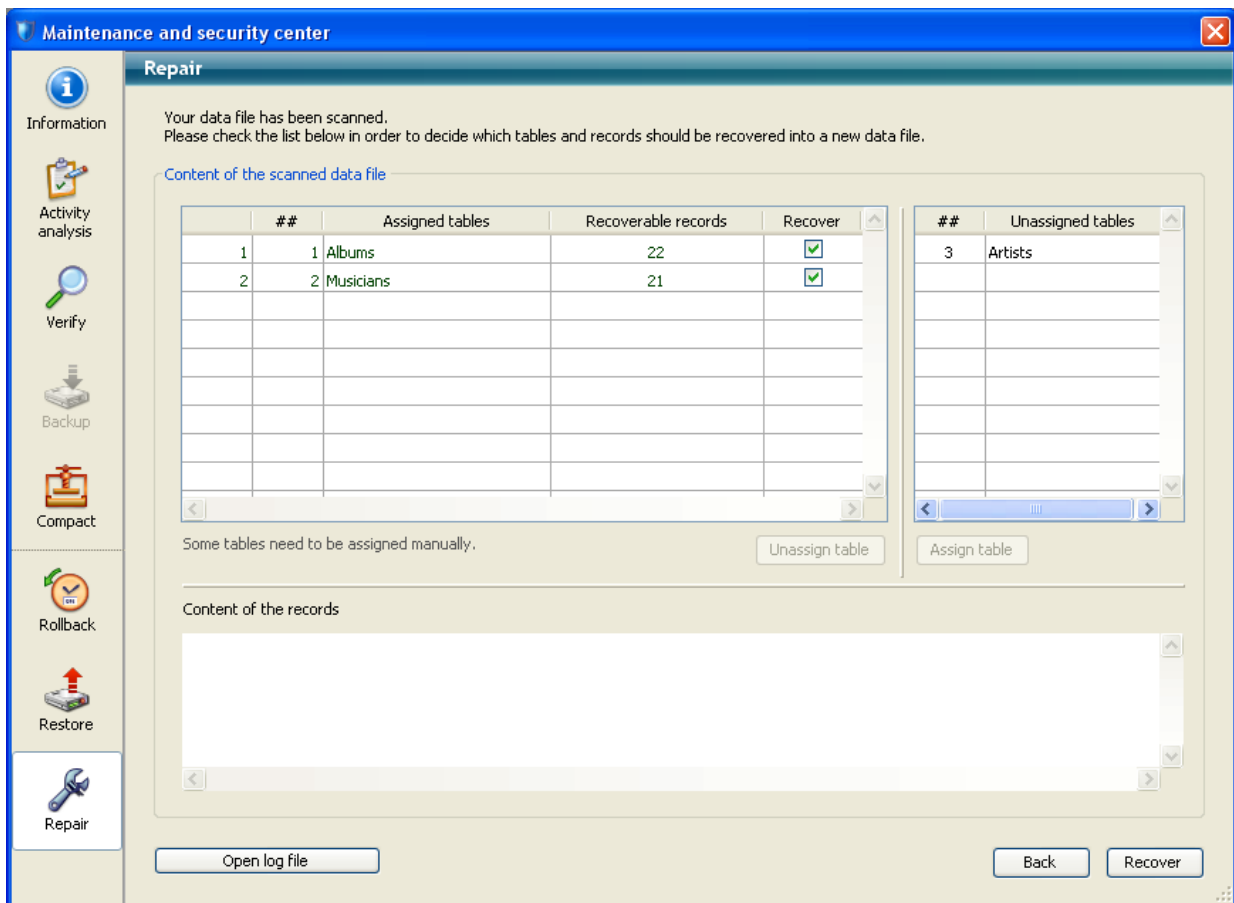 Maintenance and security center
Information
Activity
analysis
Verify
Backup
Compact
Rollback
Restore
Repair
Repair
Your data file has been scanned.
Please check the list below in order to decide which tables and records should be recovered into a new data file.
Content of the scanned data file
## Assigned tables Recoverable records Recover
1 1 Albums 22
2 2 Musicians 21
Some tables need to be assigned manually.
Unassign table
## Unassigned tables
3 Artists
Assign table
Content of the records
Open log file
Back
Recover